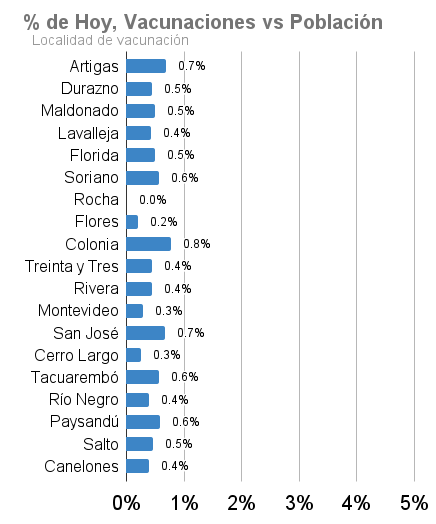 % de Hoy, Vacunaciones vs Población
Localidad de vacunación
Artigas 0.7%
Durazno 0.5%
Maldonado 0.5%
Lavalleja 0.4%
Florida 0.5%
Soriano 0.6%
Rocha 0.0%
Flores 0.2%
Colonia 0.8%
Treinta y Tres 0.4%
Rivera 0.4%
Montevideo 0.3%
San José 0.7%
Cerro Largo 0.3%
Tacuarembó 0.6%
Río Negro 0.4%
Paysandú 0.6%
Salto 0.5%
Canelones 0.4%
0% 1% 2% 3% 4% 5%